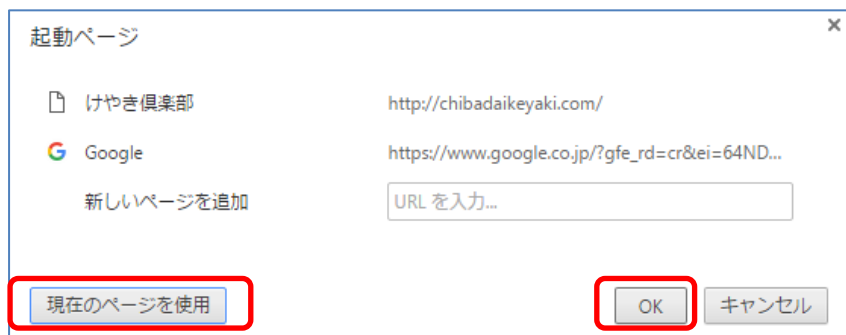 起動ページ
けやき倶楽部 http://chibadaikeyaki.com/
Google https://www.google.co.jp/?gfe_rd=cr&ei=64ND...
新しいページを追加 URL を入力...
現在のページを使用 OK キャンセル